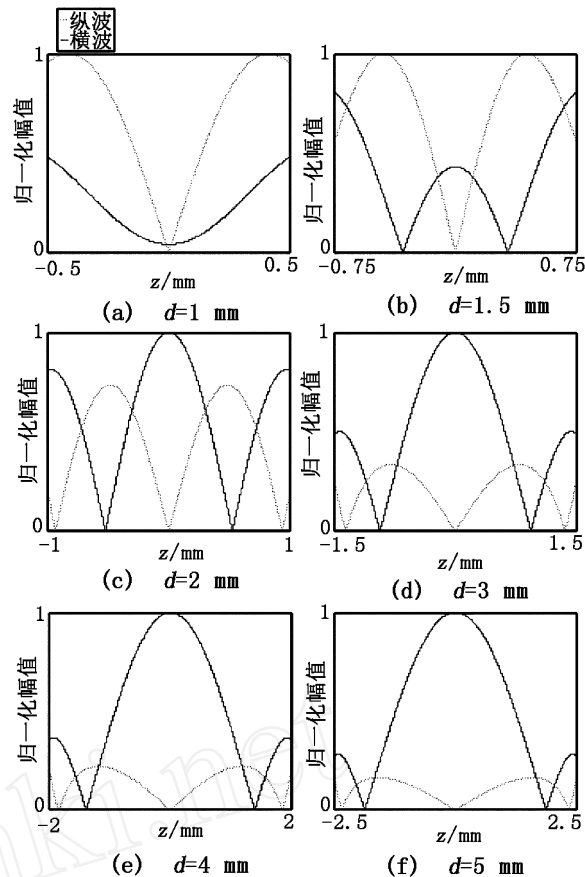 纵波
横波
归一化幅值
1
0
-0.5
0.5
z/mm
(a) d=1 mm
归一化幅值
1
0
-0.75
0.75
z/mm
(b) d=1.5 mm
归一化幅值
1
0
-1
1
z/mm
(c) d=2 mm
归一化幅值
1
0
-1.5
1.5
z/mm
(d) d=3 mm
归一化幅值
1
0
-2
2
z/mm
(e) d=4 mm
归一化幅值
1
0
-2.5
2.5
z/mm
(f) d=5 mm
nki.net